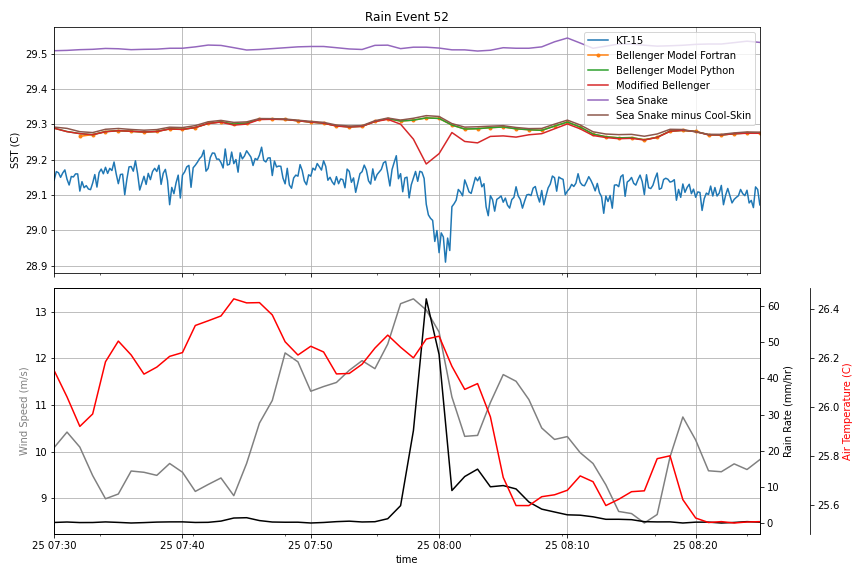 Rain Event 52
29.5
29.4
29.3
29.2
29.1
29.0
28.9
SST (C)
KT-15
Bellenger Model Fortran
Bellenger Model Python
Modified Bellenger
Sea Snake
Sea Snake minus Cool-Skin
13
12
11
10
9
Wind Speed (m/s)
60
50
40
30
20
10
0
Rain Rate (mm/hr)
26.4
26.2
26.0
25.8
25.6
Air Temperature (C)
25 07:30
25 07:40
25 07:50
25 08:00
25 08:10
25 08:20
time